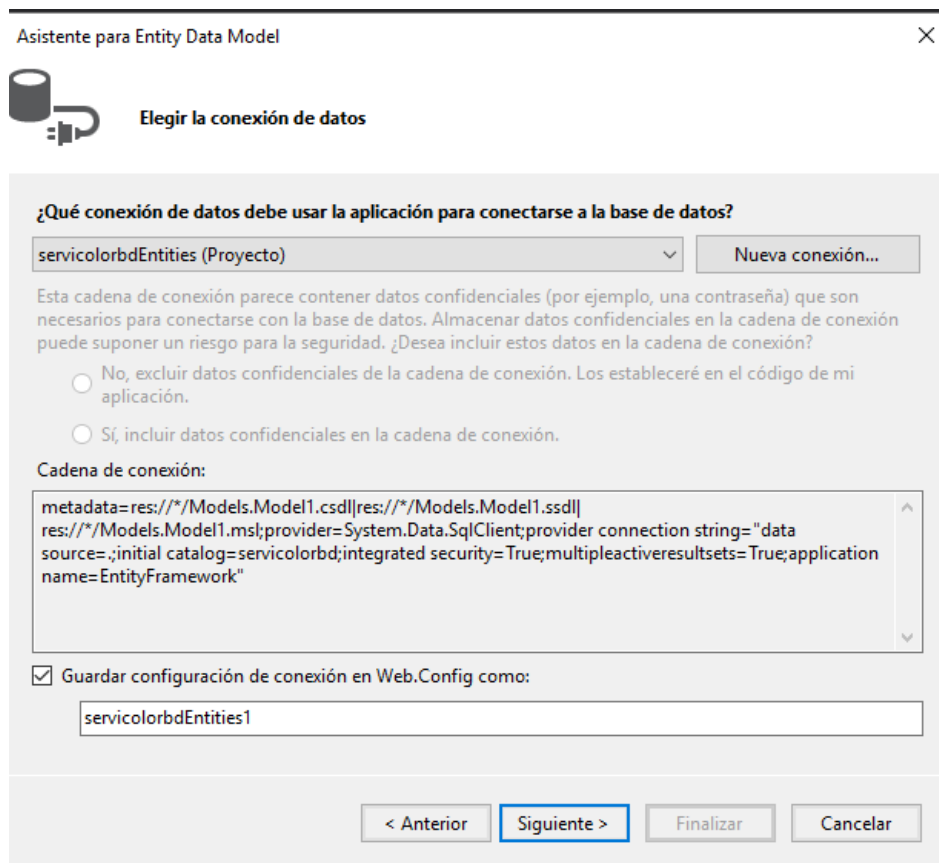 Asistente para Entity Data Model
Elegir la conexión de datos
¿Qué conexión de datos debe usar la aplicación para conectarse a la base de datos?
servicolorbdEntities (Proyecto)
Nueva conexión...
Esta cadena de conexión parece contener datos confidenciales (por ejemplo, una contraseña) que son
necesarios para conectarse con la base de datos. Almacenar datos confidenciales en la cadena de conexión
puede suponer un riesgo para la seguridad. ¿Desea incluir estos datos en la cadena de conexión?
No, excluir datos confidenciales de la cadena de conexión. Los estableceré en el código de mi
aplicación.
Sí, incluir datos confidenciales en la cadena de conexión.
Cadena de conexión:
metadata=res://*/Models.Model1.csdl|res://*/Models.Model1.ssdl|
res://*/Models.Model1.msl;provider=System.Data.SqlClient;provider connection string="data
source=.;initial catalog=servicolorbd;integrated security=True;multipleactiveresultsets=True;application
name=EntityFramework"
Guardar configuración de conexión en Web.Config como:
servicolorbdEntities1
< Anterior
Siguiente >
Finalizar
Cancelar